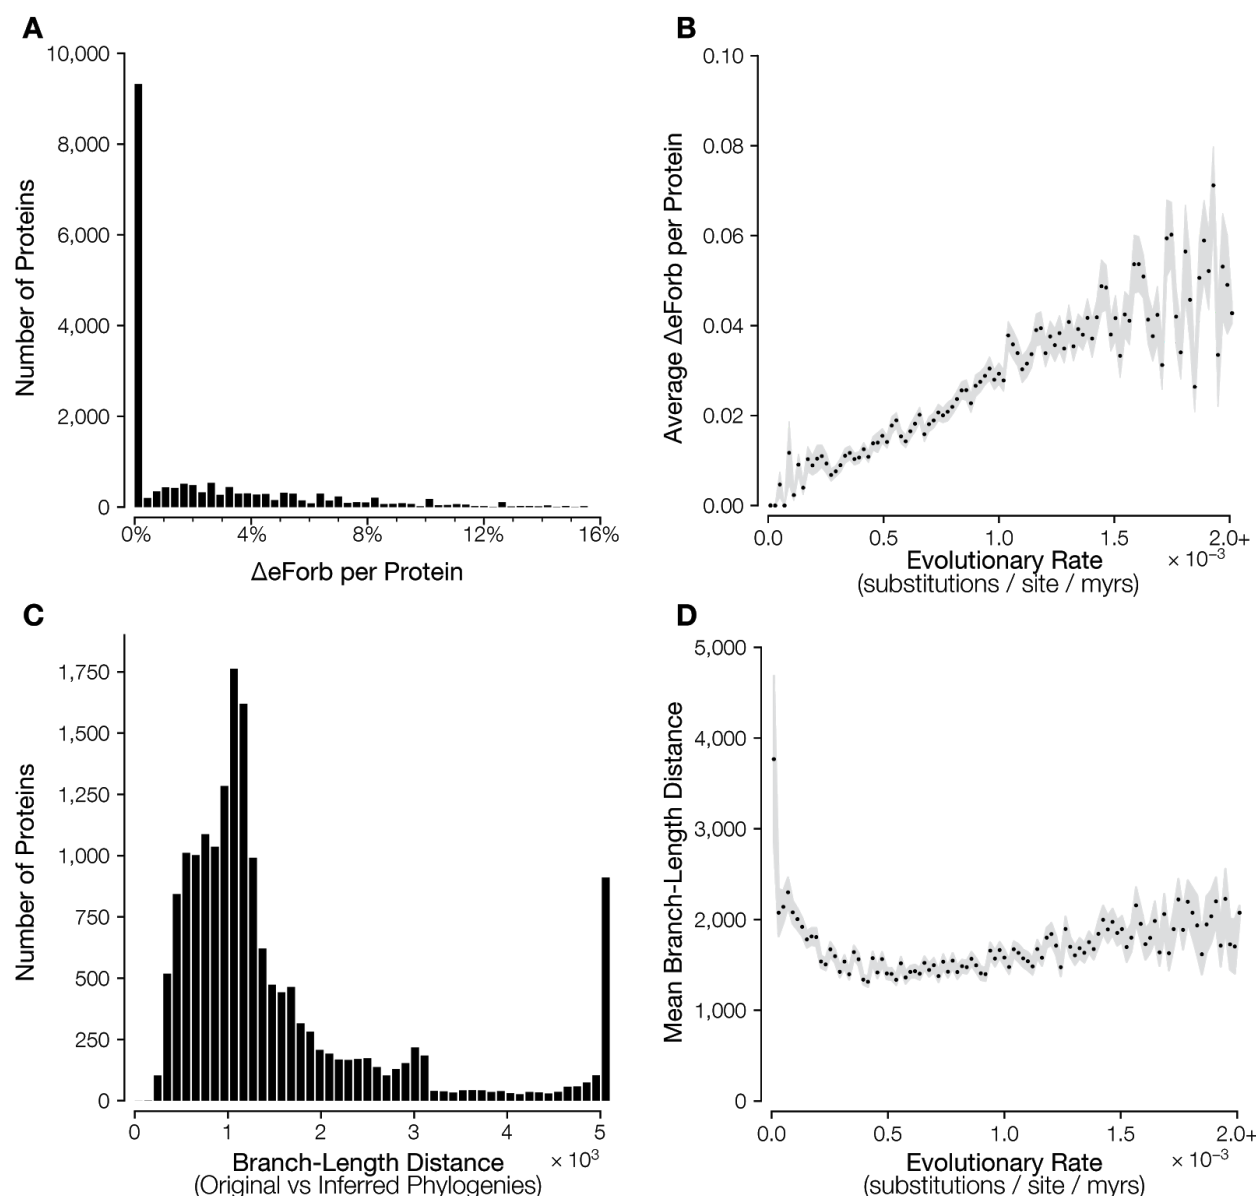 A
10,000
8,000
6,000
4,000
2,000
0
Number of Proteins
0% 4% 8% 12% 16%
ΔeForb per Protein
B
0.10
0.08
0.06
0.04
0.02
0.00
Average ΔeForb per Protein
0.0 0.5 1.0 1.5 2.0+
Evolutionary Rate × 10⁻³
(substitutions / site / myrs)
C
1,750
1,500
1,250
1,000
750
500
250
0
Number of Proteins
0 1 2 3 4 5
Branch-Length Distance × 10³
(Original vs Inferred Phylogenies)
D
5,000
4,000
3,000
2,000
1,000
0
Mean Branch-Length Distance
0.0 0.5 1.0 1.5 2.0+
Evolutionary Rate × 10⁻³
(substitutions / site / myrs)